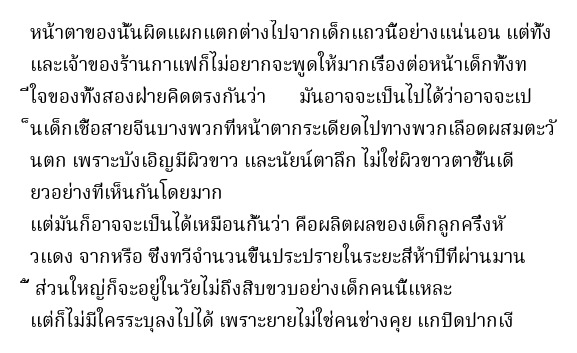 หน้าตาของนั้นผิดแผกแตกต่างไปจากเด็กแถวนี้อย่างแน่นอน แต่ทั้ง
และเจ้าของร้านกาแฟก็ไม่อยากจะพูดให้มากเรื่องต่อหน้าเด็กทั้งท
ี่ใจของทั้งสองฝ่ายคิดตรงกันว่า มันอาจจะเป็นไปได้ว่าอาจจะเป
็นเด็กเชื้อสายจีนบางพวกที่หน้าตากระเดียดไปทางพวกเลือดผสมตะวั
นตก เพราะบังเอิญมีผิวขาว และนัยน์ตาลึก ไม่ใช่ผิวขาวตาชั้นเดี
ยวอย่างที่เห็นกันโดยมาก
แต่มันก็อาจจะเป็นได้เหมือนกั้นว่า คือผลิตผลของเด็กลูกครึ่งหั
วแดง จากหรือ ซึ่งทวีจำนวนขึ้นประปรายในระยะสี่ห้าปีที่ผ่านมาน
ี้ ส่วนใหญ่ก็จะอยู่ในวัยไม่ถึงสิบขวบอย่างเด็กคนนี้แหละ
แต่ก็ไม่มีใครระบุลงไปได้ เพราะยายไม่ใช่คนช่างคุย แกปิดปากเงี